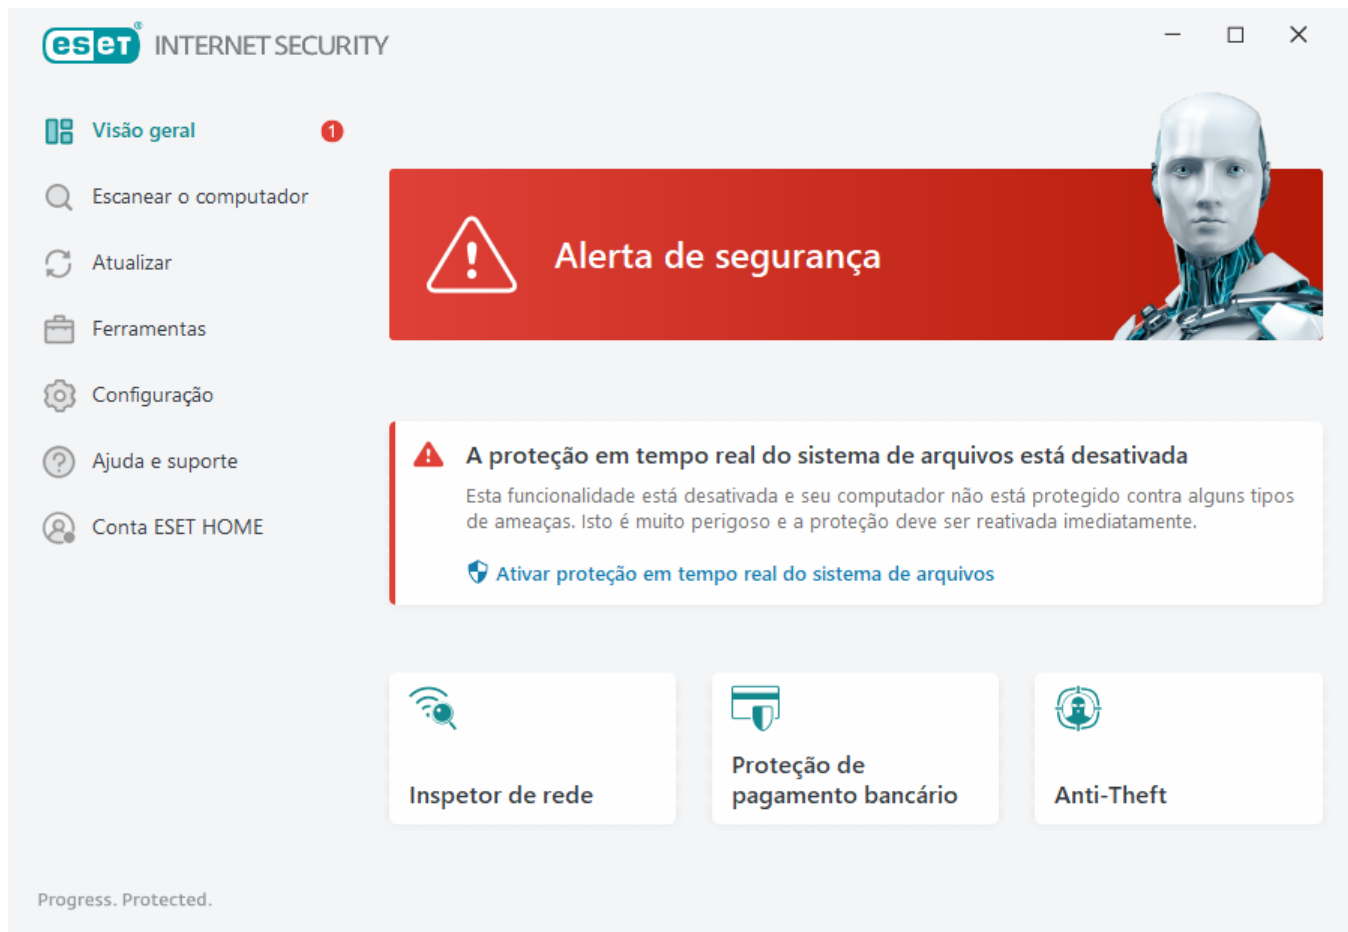 eset® INTERNET SECURITY
Visão geral 1
Escanear o computador
Atualizar
Ferramentas
Configuração
Ajuda e suporte
Conta ESET HOME
Alerta de segurança
A proteção em tempo real do sistema de arquivos está desativada
Esta funcionalidade está desativada e seu computador não está protegido contra alguns tipos
de ameaças. Isto é muito perigoso e a proteção deve ser reativada imediatamente.
Ativar proteção em tempo real do sistema de arquivos
Inspetor de rede
Proteção de
pagamento bancário
Anti-Theft
Progress. Protected.